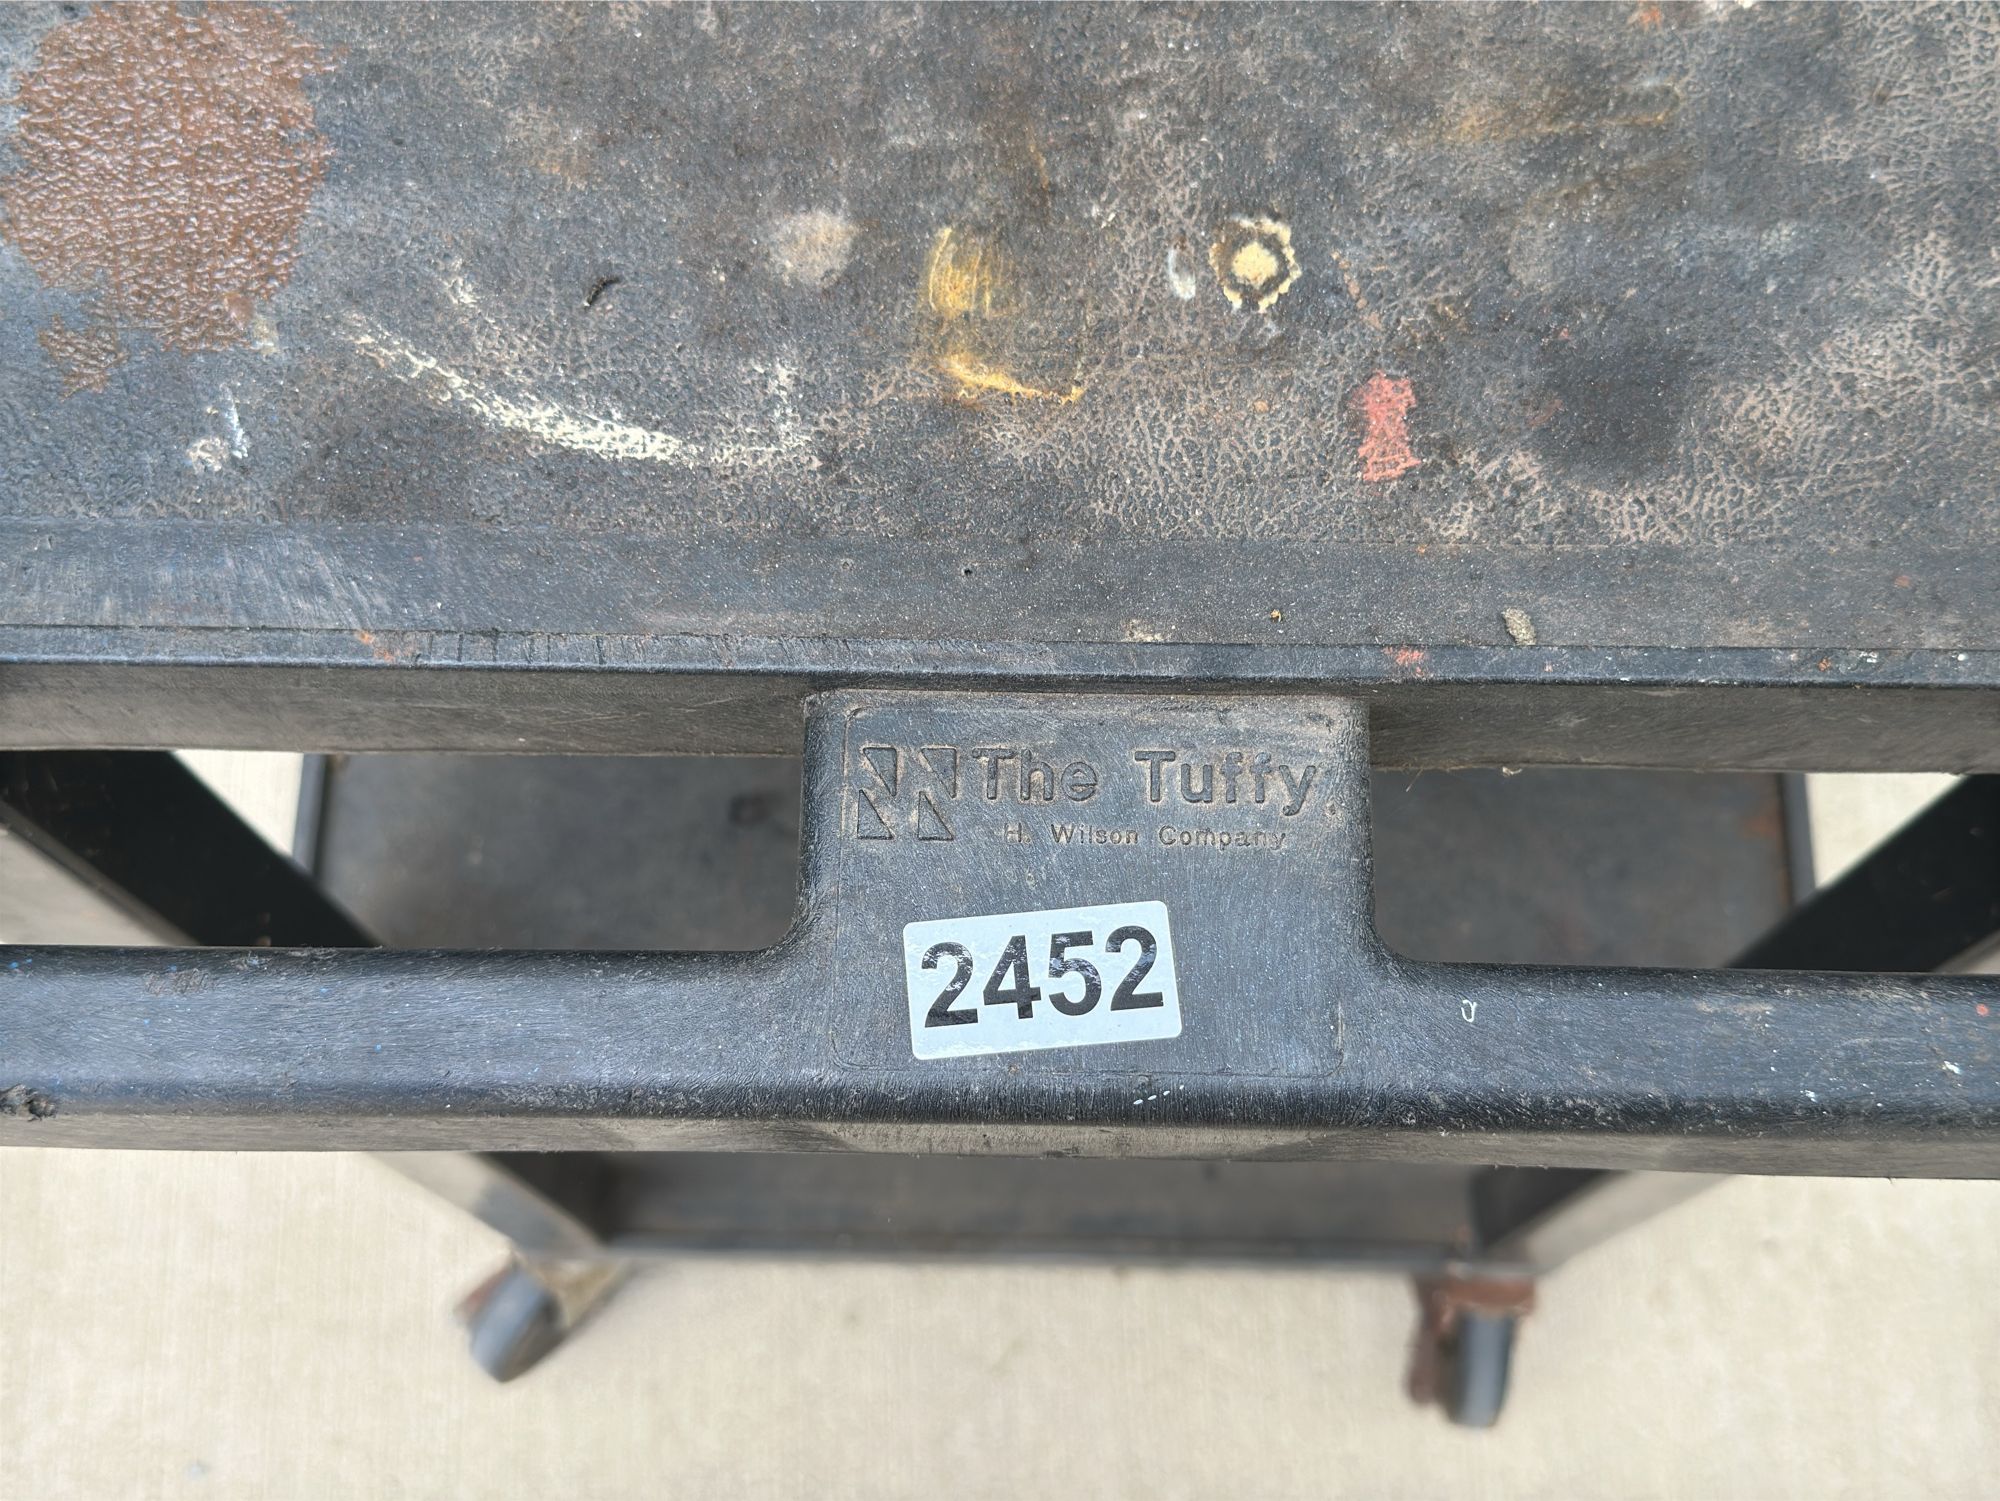 The Tuffy
H. Wilson Company
2452